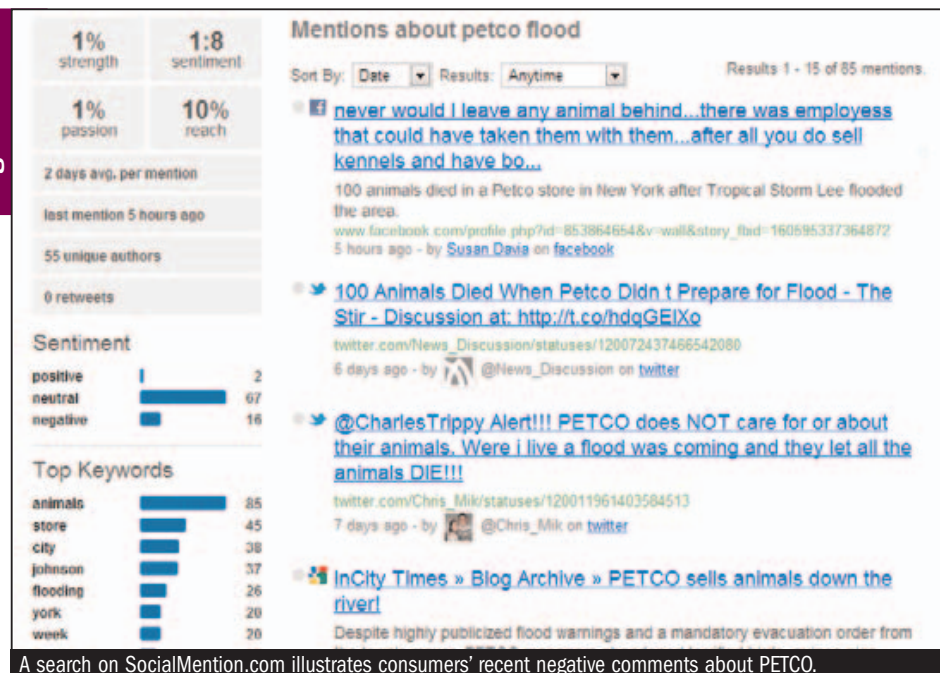 1%
strength
1:8
sentiment
1%
passion
10%
reach
2 days avg. per mention
last mention 5 hours ago
55 unique authors
0 retweets
Sentiment
positive 2
neutral 67
negative 16
Top Keywords
animals 85
store 45
city 38
johnson 37
flooding 26
york 20
week 20
Mentions about petco flood
Sort By: Date Results: Anytime
Results 1 - 15 of 85 mentions.
never would I leave any animal behind...there was employess
that could have taken them with them...after all you do sell
kennels and have bo...
100 animals died in a Petco store in New York after Tropical Storm Lee flooded
the area.
www.facebook.com/profile.php?id=853864654&v=wall&story_fbid=160595337364872
5 hours ago - by Susan Davia on facebook
100 Animals Died When Petco Didn t Prepare for Flood - The
Stir - Discussion at: http://t.co/hdqGEIXo
twitter.com/News_Discussion/statuses/120072437466542080
6 days ago - by @News_Discussion on twitter
@CharlesTrippy Alert!!! PETCO does NOT care for or about
their animals. Were i live a flood was coming and they let all the
animals DIE!!!
twitter.com/Chris_Mik/statuses/120011961403584513
7 days ago - by @Chris_Mik on twitter
InCity Times » Blog Archive » PETCO sells animals down the
river!
Despite highly publicized flood warnings and a mandatory evacuation order from
A search on SocialMention.com illustrates consumers' recent negative comments about PETCO.